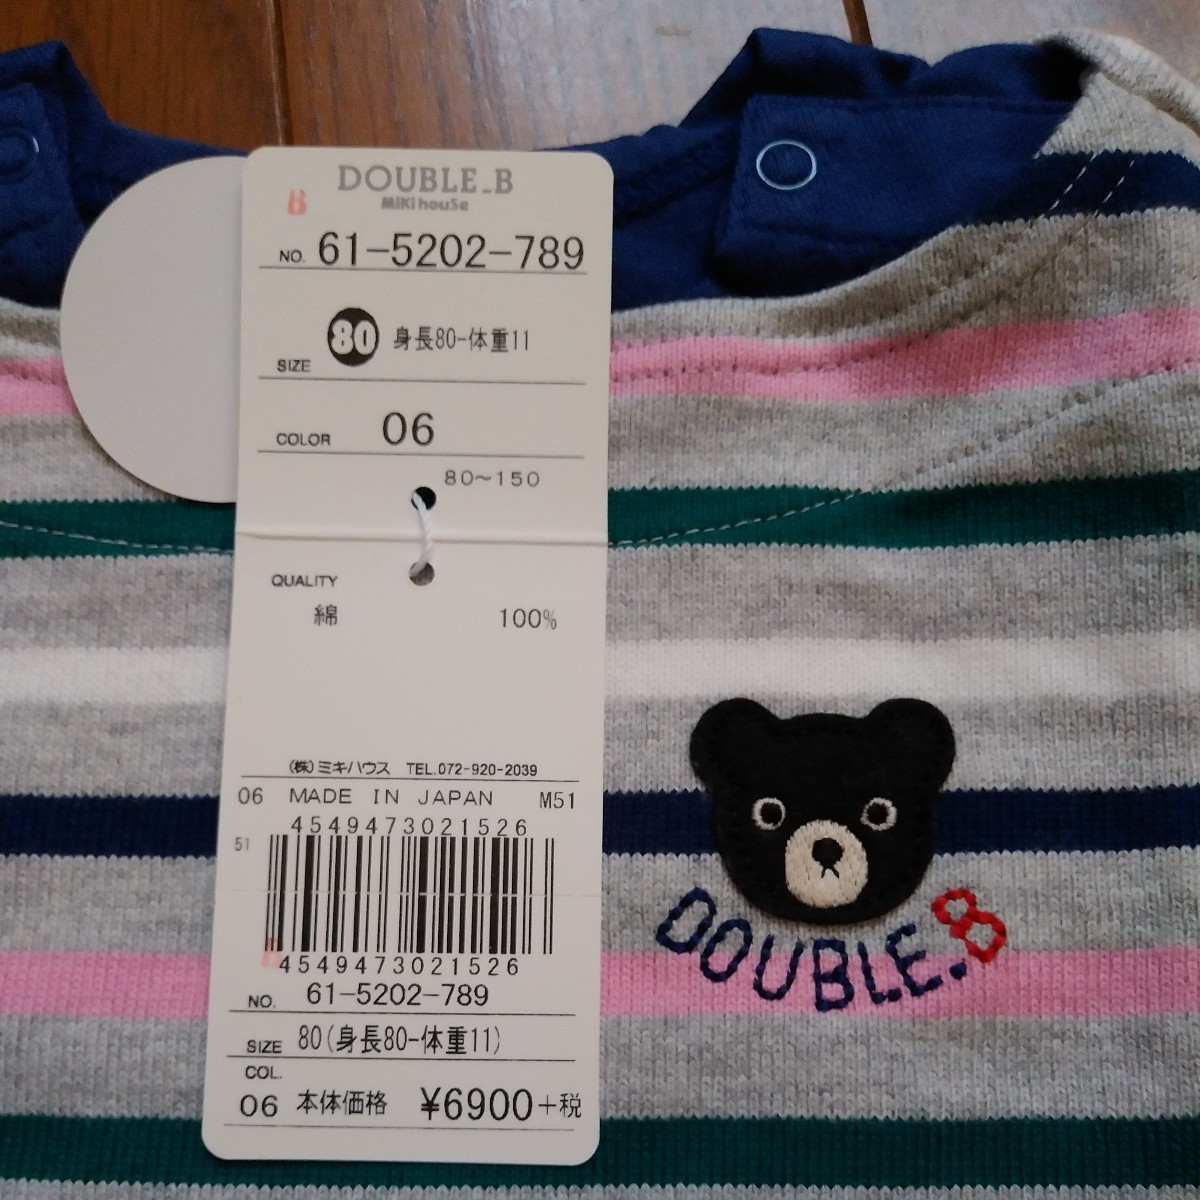 DOUBLE_B
MiKi houSe
B
NO. 61-5202-789
80 身長80-体重11
SIZE
COLOR 06
80~150
QUALITY
綿 100%
(株)ミキハウス TEL.072-920-2039
06 MADE IN JAPAN M51
4549473021526
51
4549473021526
NO. 61-5202-789
SIZE 80(身長80-体重11)
COL.
06 本体価格 ¥6900+税
DOUBLE.B